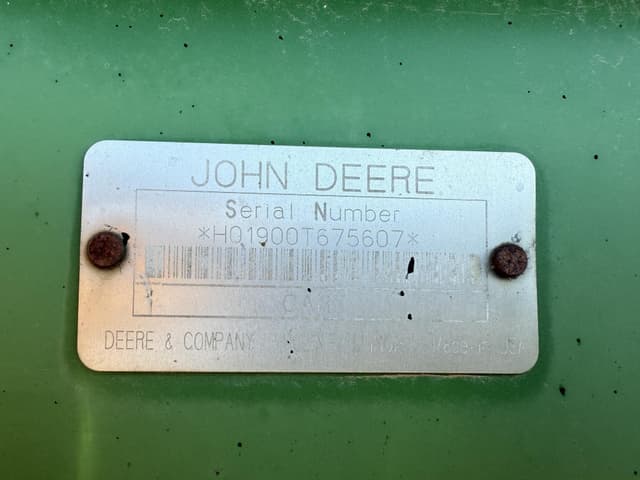 JOHN DEERE
Serial Number
*H01900T675607*
DEERE & COMPANY